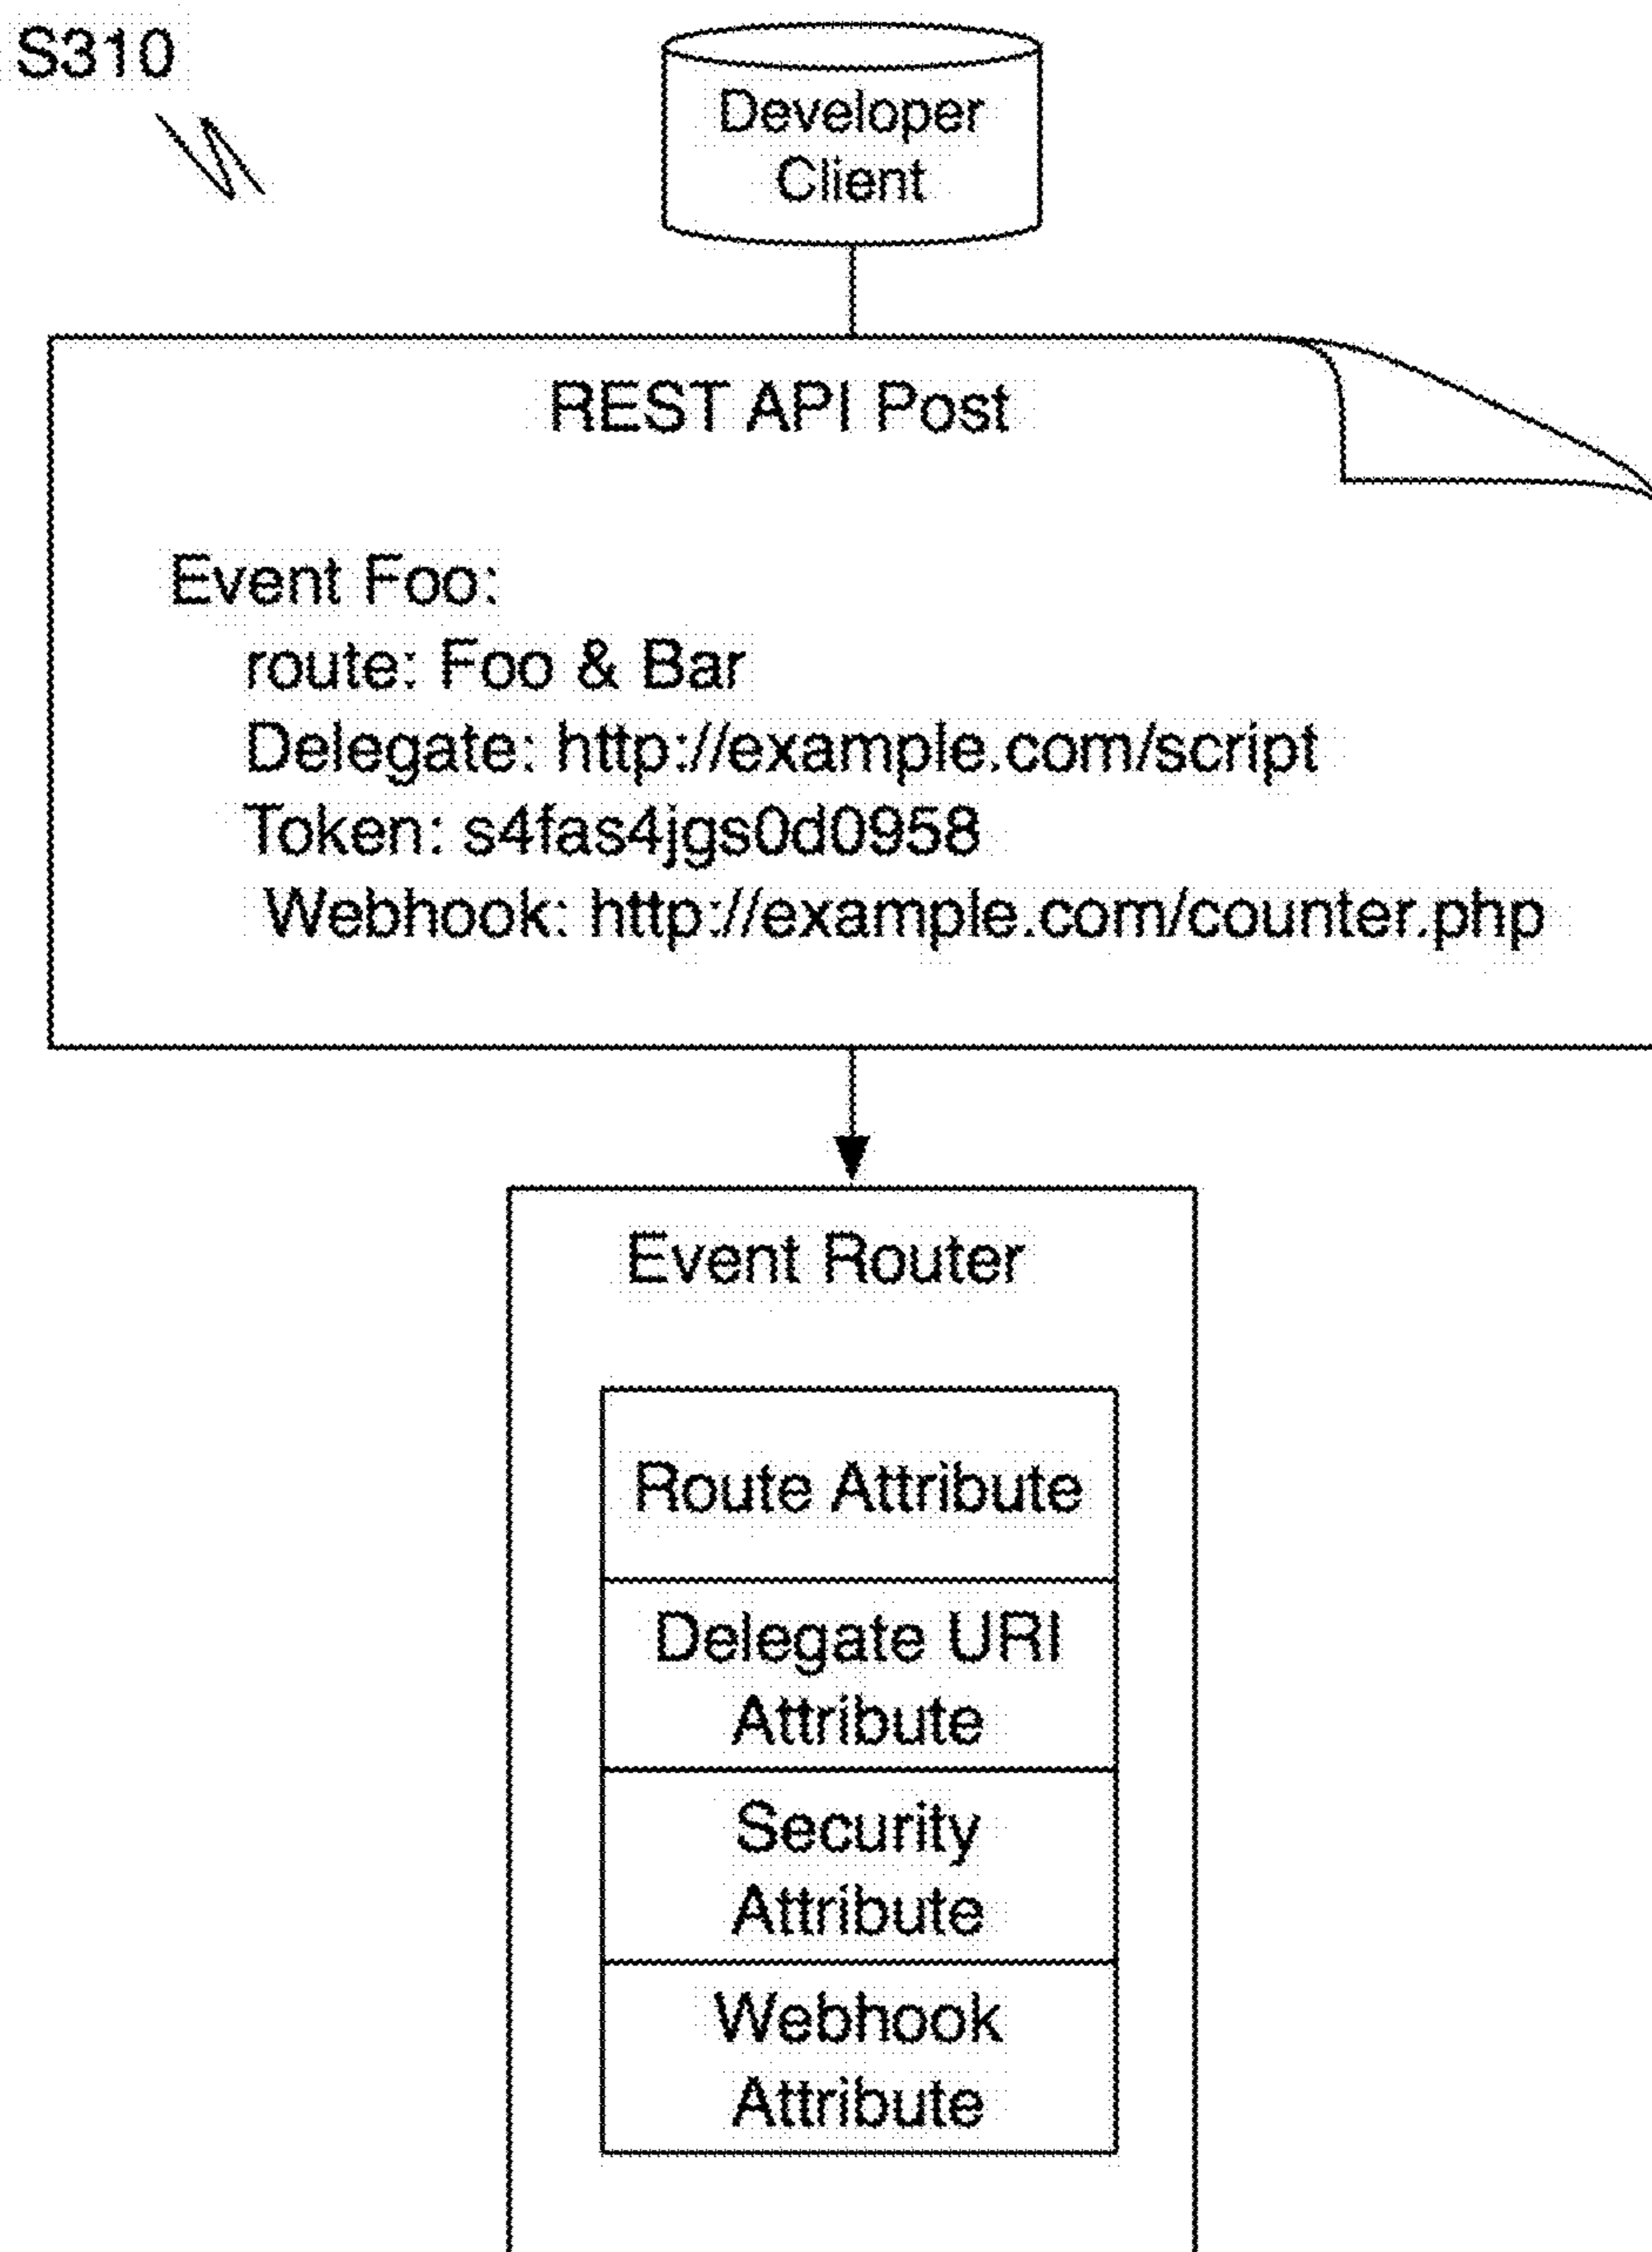 S310
Developer
Client
REST API Post
Event Foo:
route: Foo & Bar
Delegate: http://example.com/script
Token: s4fas4jgs0d0958
Webhook: http://example.com/counter.php
Event Router
Route Attribute
Delegate URI
Attribute
Security
Attribute
Webhook
Attribute